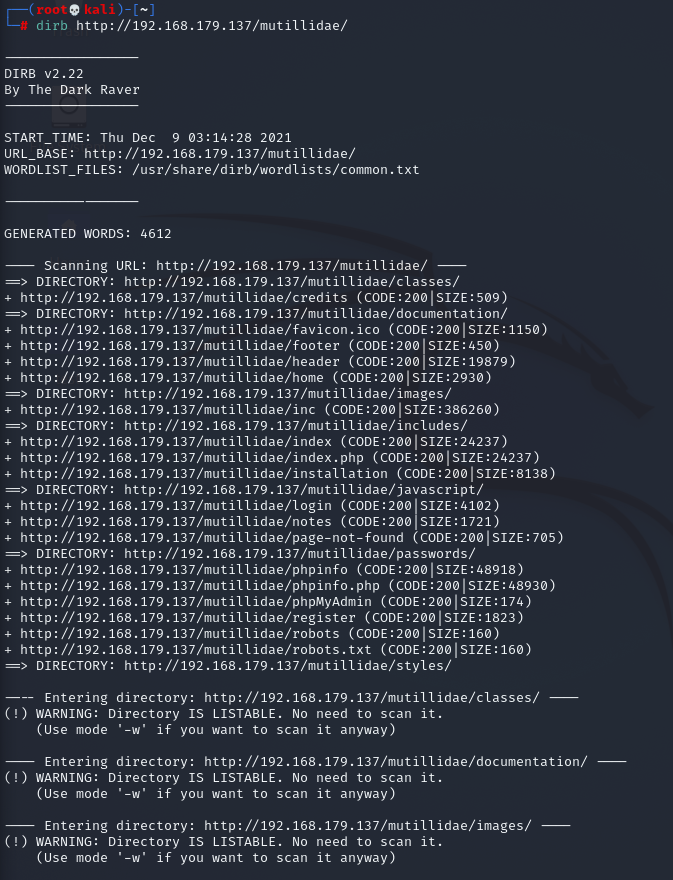 ┌──(root💀kali)-[~]
└─# dirb http://192.168.179.137/mutillidae/
-----------------
DIRB v2.22
By The Dark Raver
-----------------
START_TIME: Thu Dec  9 03:14:28 2021
URL_BASE: http://192.168.179.137/mutillidae/
WORDLIST_FILES: /usr/share/dirb/wordlists/common.txt
-----------------
GENERATED WORDS: 4612
---- Scanning URL: http://192.168.179.137/mutillidae/ ----
==> DIRECTORY: http://192.168.179.137/mutillidae/classes/
+ http://192.168.179.137/mutillidae/credits (CODE:200|SIZE:509)
==> DIRECTORY: http://192.168.179.137/mutillidae/documentation/
+ http://192.168.179.137/mutillidae/favicon.ico (CODE:200|SIZE:1150)
+ http://192.168.179.137/mutillidae/footer (CODE:200|SIZE:450)
+ http://192.168.179.137/mutillidae/header (CODE:200|SIZE:19879)
+ http://192.168.179.137/mutillidae/home (CODE:200|SIZE:2930)
==> DIRECTORY: http://192.168.179.137/mutillidae/images/
+ http://192.168.179.137/mutillidae/inc (CODE:200|SIZE:386260)
==> DIRECTORY: http://192.168.179.137/mutillidae/includes/
+ http://192.168.179.137/mutillidae/index (CODE:200|SIZE:24237)
+ http://192.168.179.137/mutillidae/index.php (CODE:200|SIZE:24237)
+ http://192.168.179.137/mutillidae/installation (CODE:200|SIZE:8138)
==> DIRECTORY: http://192.168.179.137/mutillidae/javascript/
+ http://192.168.179.137/mutillidae/login (CODE:200|SIZE:4102)
+ http://192.168.179.137/mutillidae/notes (CODE:200|SIZE:1721)
+ http://192.168.179.137/mutillidae/page-not-found (CODE:200|SIZE:705)
==> DIRECTORY: http://192.168.179.137/mutillidae/passwords/
+ http://192.168.179.137/mutillidae/phpinfo (CODE:200|SIZE:48918)
+ http://192.168.179.137/mutillidae/phpinfo.php (CODE:200|SIZE:48930)
+ http://192.168.179.137/mutillidae/phpMyAdmin (CODE:200|SIZE:174)
+ http://192.168.179.137/mutillidae/register (CODE:200|SIZE:1823)
+ http://192.168.179.137/mutillidae/robots (CODE:200|SIZE:160)
+ http://192.168.179.137/mutillidae/robots.txt (CODE:200|SIZE:160)
==> DIRECTORY: http://192.168.179.137/mutillidae/styles/
---- Entering directory: http://192.168.179.137/mutillidae/classes/ ----
(!) WARNING: Directory IS LISTABLE. No need to scan it.
    (Use mode '-w' if you want to scan it anyway)
---- Entering directory: http://192.168.179.137/mutillidae/documentation/ ----
(!) WARNING: Directory IS LISTABLE. No need to scan it.
    (Use mode '-w' if you want to scan it anyway)
---- Entering directory: http://192.168.179.137/mutillidae/images/ ----
(!) WARNING: Directory IS LISTABLE. No need to scan it.
    (Use mode '-w' if you want to scan it anyway)